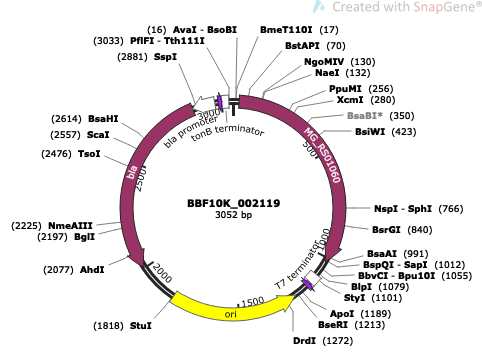 Created with SnapGene®
(16) AvaI - BsoBI
BmeT110I (17)
(3033) PflFI - Tth111I
BstAPI (70)
(2881) SspI
NgoMIV (130)
NaeI (132)
PpuMI (256)
XcmI (280)
BsaBI* (350)
BsiWI (423)
(2614) BsaHI
(2557) ScaI
(2476) TsoI
bla promoter
3000
tonB terminator
500
MG_RS01060
bla
2500
BBF10K_002119
3052 bp
NspI - SphI (766)
BsrGI (840)
(2225) NmeAIII
(2197) BglI
(2077) AhdI
1000
BsaAI (991)
BspQI - SapI (1012)
BbvCI - Bpu10I (1055)
BlpI (1079)
StyI (1101)
T7 terminator
2000
1500
ori
(1818) StuI
ApoI (1189)
BseRI (1213)
DrdI (1272)